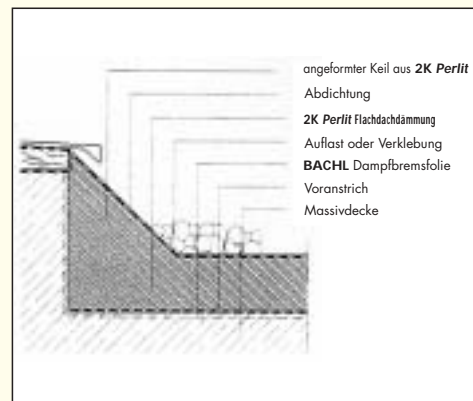 angeformter Keil aus 2K Perlit
Abdichtung
2K Perlit Flachdachdämmung
Auflast oder Verklebung
BACHL Dampfbremsfolie
Voranstrich
Massivdecke